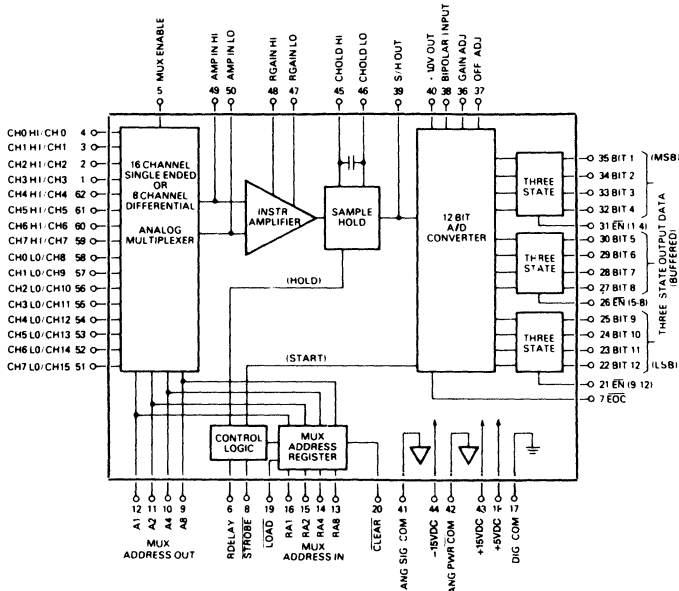 MUX ENABLE
5
AMP IN HI
49
AMP IN LO
50
RGAIN HI
48
RGAIN LO
47
CHOLD HI
45
CHOLD LO
46
S/H OUT
39
10V OUT
40
BIPOLAR INPUT
38
GAIN ADJ
36
OFF ADJ
37
CH0 HI/CH 0 4
CH1 HI/CH1 3
CH2 HI/CH2 2
CH3 HI/CH3 1
CH4 HI/CH4 62
CH5 HI/CH5 61
CH6 HI/CH6 60
CH7 HI/CH7 59
CH0 LO/CH8 58
CH1 LO/CH9 57
CH2 LO/CH10 56
CH3 LO/CH11 55
CH4 LO/CH12 54
CH5 LO/CH13 53
CH6 LO/CH14 52
CH7 LO/CH15 51
16 CHANNEL
SINGLE ENDED
OR
8 CHANNEL
DIFFERENTIAL
ANALOG
MULTIPLEXER
INSTR
AMPLIFIER
SAMPLE
HOLD
12 BIT
A/D
CONVERTER
(HOLD)
(START)
CONTROL
LOGIC
MUX
ADDRESS
REGISTER
THREE
STATE
THREE
STATE
THREE
STATE
35 BIT 1 (MSB)
34 BIT 2
33 BIT 3
32 BIT 4
31 EN (1 4)
30 BIT 5
29 BIT 6
28 BIT 7
27 BIT 8
26 EN (5-8)
25 BIT 9
24 BIT 10
23 BIT 11
22 BIT 12 (LSB)
21 EN (9 12)
7 EOC
THREE STATE OUTPUT DATA
(BUFFERED)
12 11 10 9
A1 A2 A4 A8
MUX
ADDRESS OUT
6 8 19 16 15 14 13
RDELAY STROBE LOAD RA1 RA2 RA4 RA8
MUX
ADDRESS IN
20
CLEAR
41
ANG SIG COM
44
-15VDC
42
ANG PWR COM
43
+15VDC
+5VDC
17
DIG COM